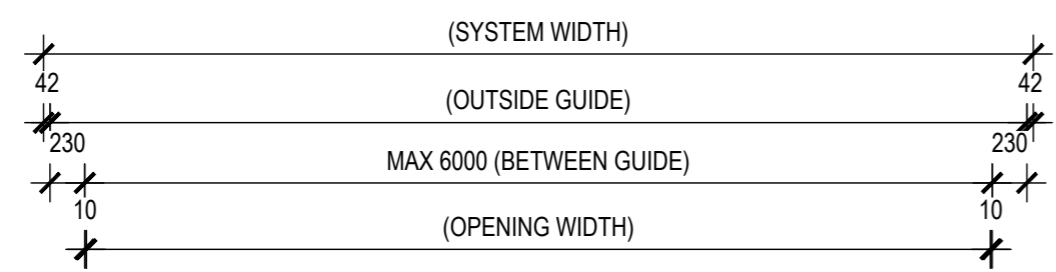 (SYSTEM WIDTH)
42 42
(OUTSIDE GUIDE)
230 230
MAX 6000 (BETWEEN GUIDE)
10 10
(OPENING WIDTH)